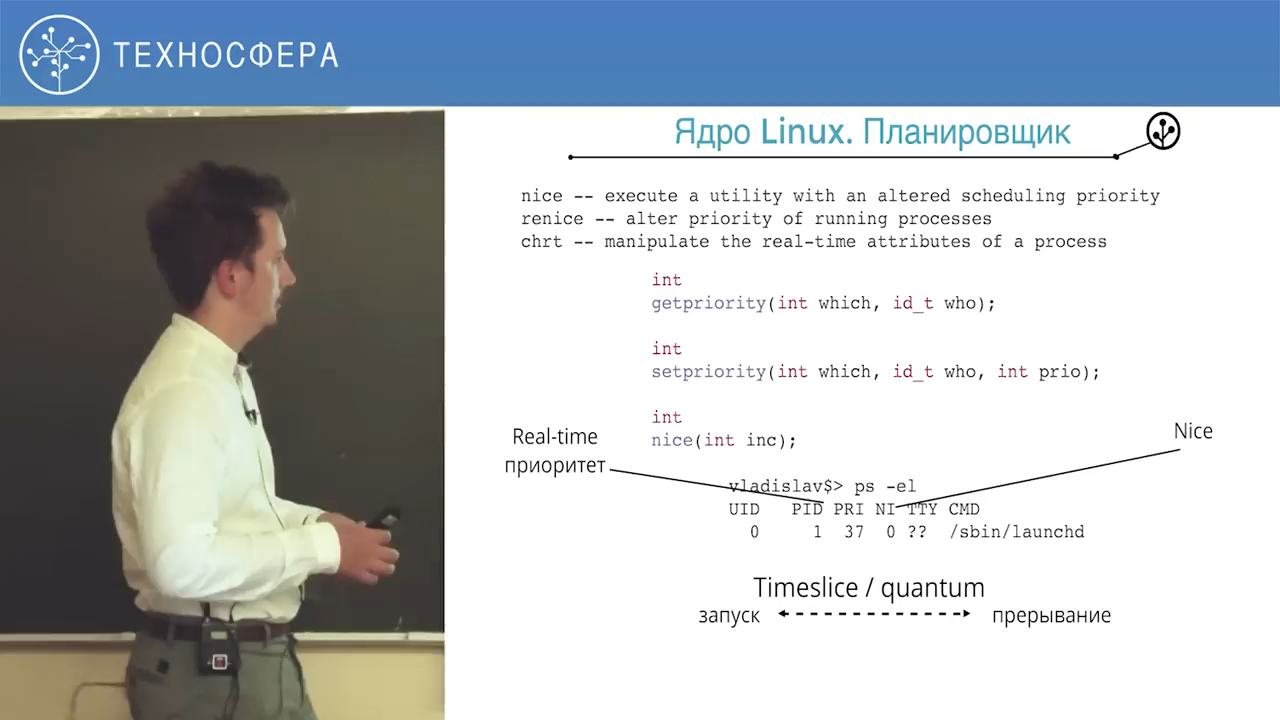 ТЕХНОСФЕРА
Ядро Linux. Планировщик
nice -- execute a utility with an altered scheduling priority
renice -- alter priority of running processes
chrt -- manipulate the real-time attributes of a process
int
getpriority(int which, id_t who);
int
setpriority(int which, id_t who, int prio);
int
nice(int inc);
Real-time
приоритет
Nice
vladislav$> ps -el
UID PID PRI NI TTY CMD
0 1 37 0 ?? /sbin/launchd
Timeslice / quantum
запуск прерывание